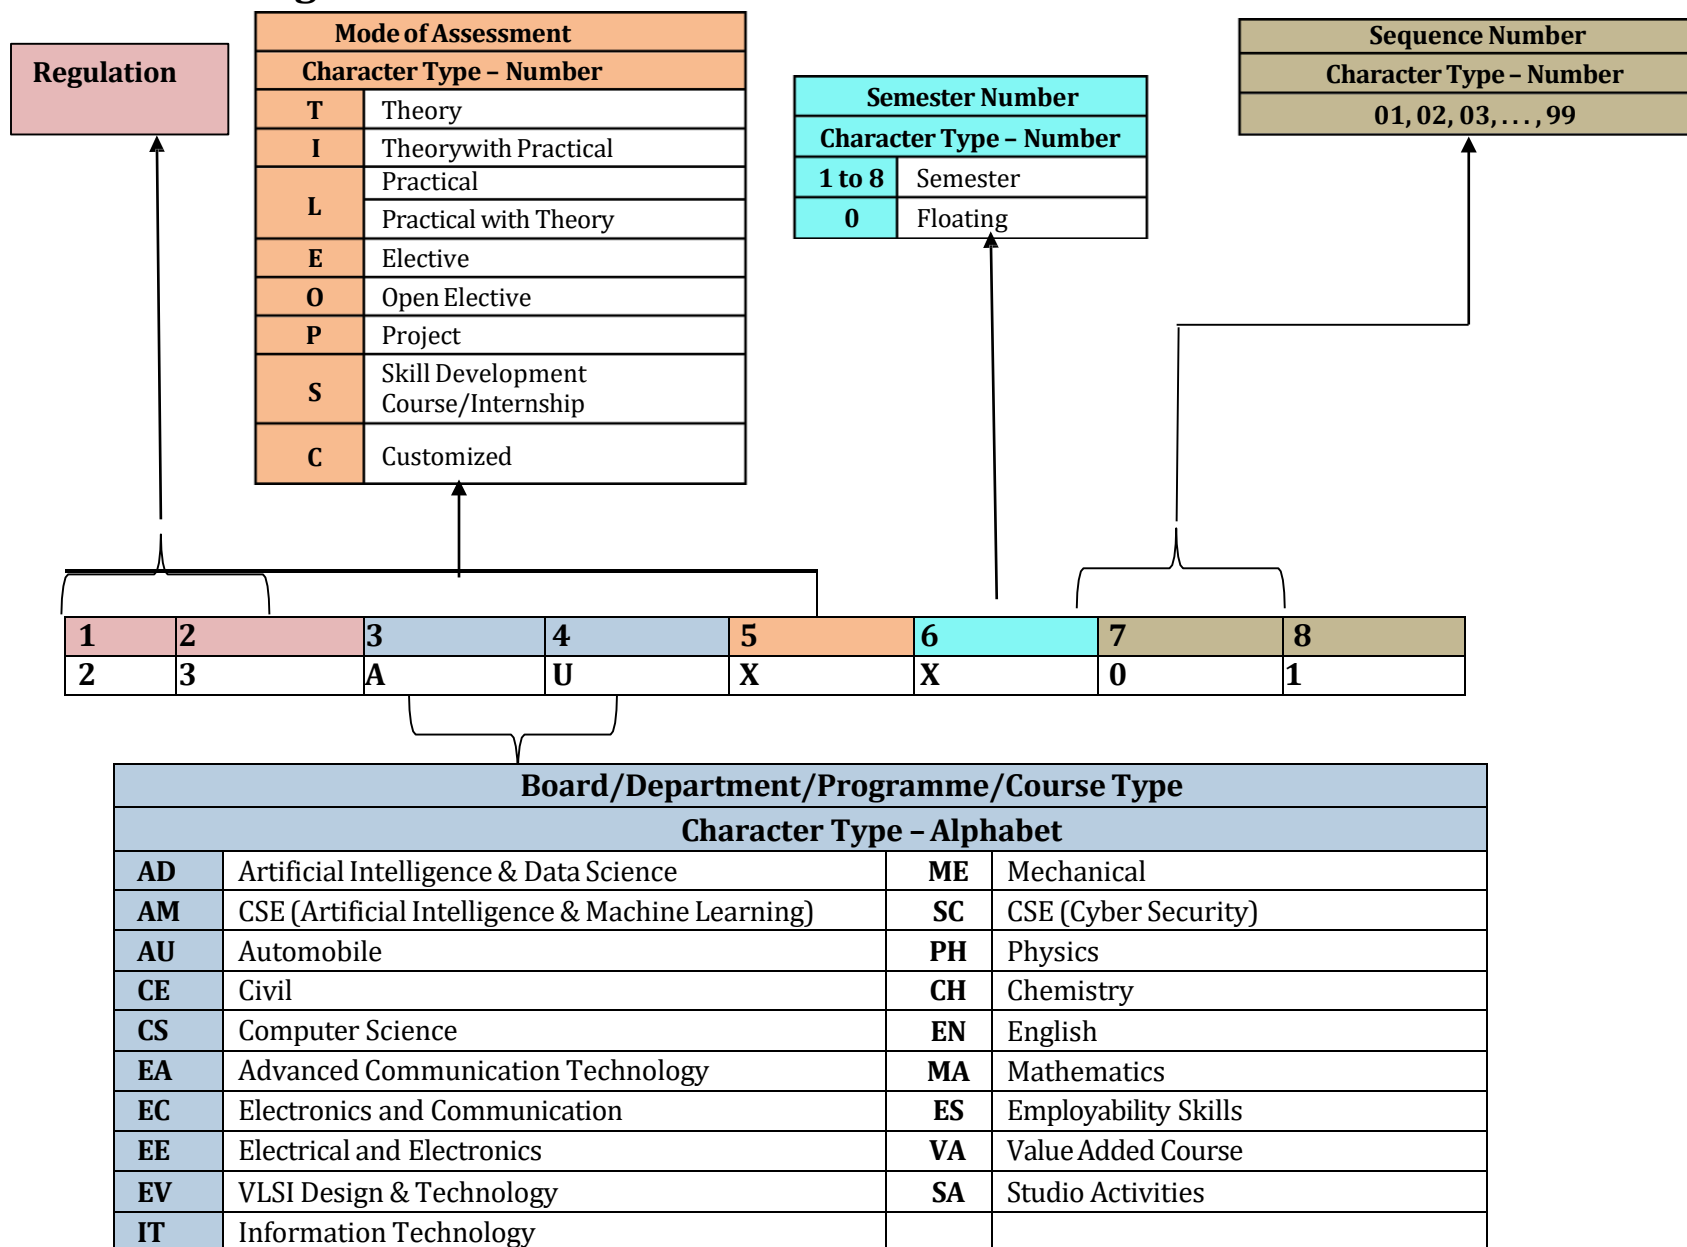 Regulation
Mode of Assessment
Character Type – Number
T Theory
I Theorywith Practical
L Practical
Practical with Theory
E Elective
O Open Elective
P Project
S Skill Development
Course/Internship
C Customized
Semester Number
Character Type – Number
1 to 8 Semester
0 Floating
Sequence Number
Character Type – Number
01, 02, 03, . . . , 99
1 2 3 4 5 6 7 8
2 3 A U X X 0 1
Board/Department/Programme/Course Type
Character Type – Alphabet
AD Artificial Intelligence & Data Science ME Mechanical
AM CSE (Artificial Intelligence & Machine Learning) SC CSE (Cyber Security)
AU Automobile PH Physics
CE Civil CH Chemistry
CS Computer Science EN English
EA Advanced Communication Technology MA Mathematics
EC Electronics and Communication ES Employability Skills
EE Electrical and Electronics VA Value Added Course
EV VLSI Design & Technology SA Studio Activities
IT Information Technology